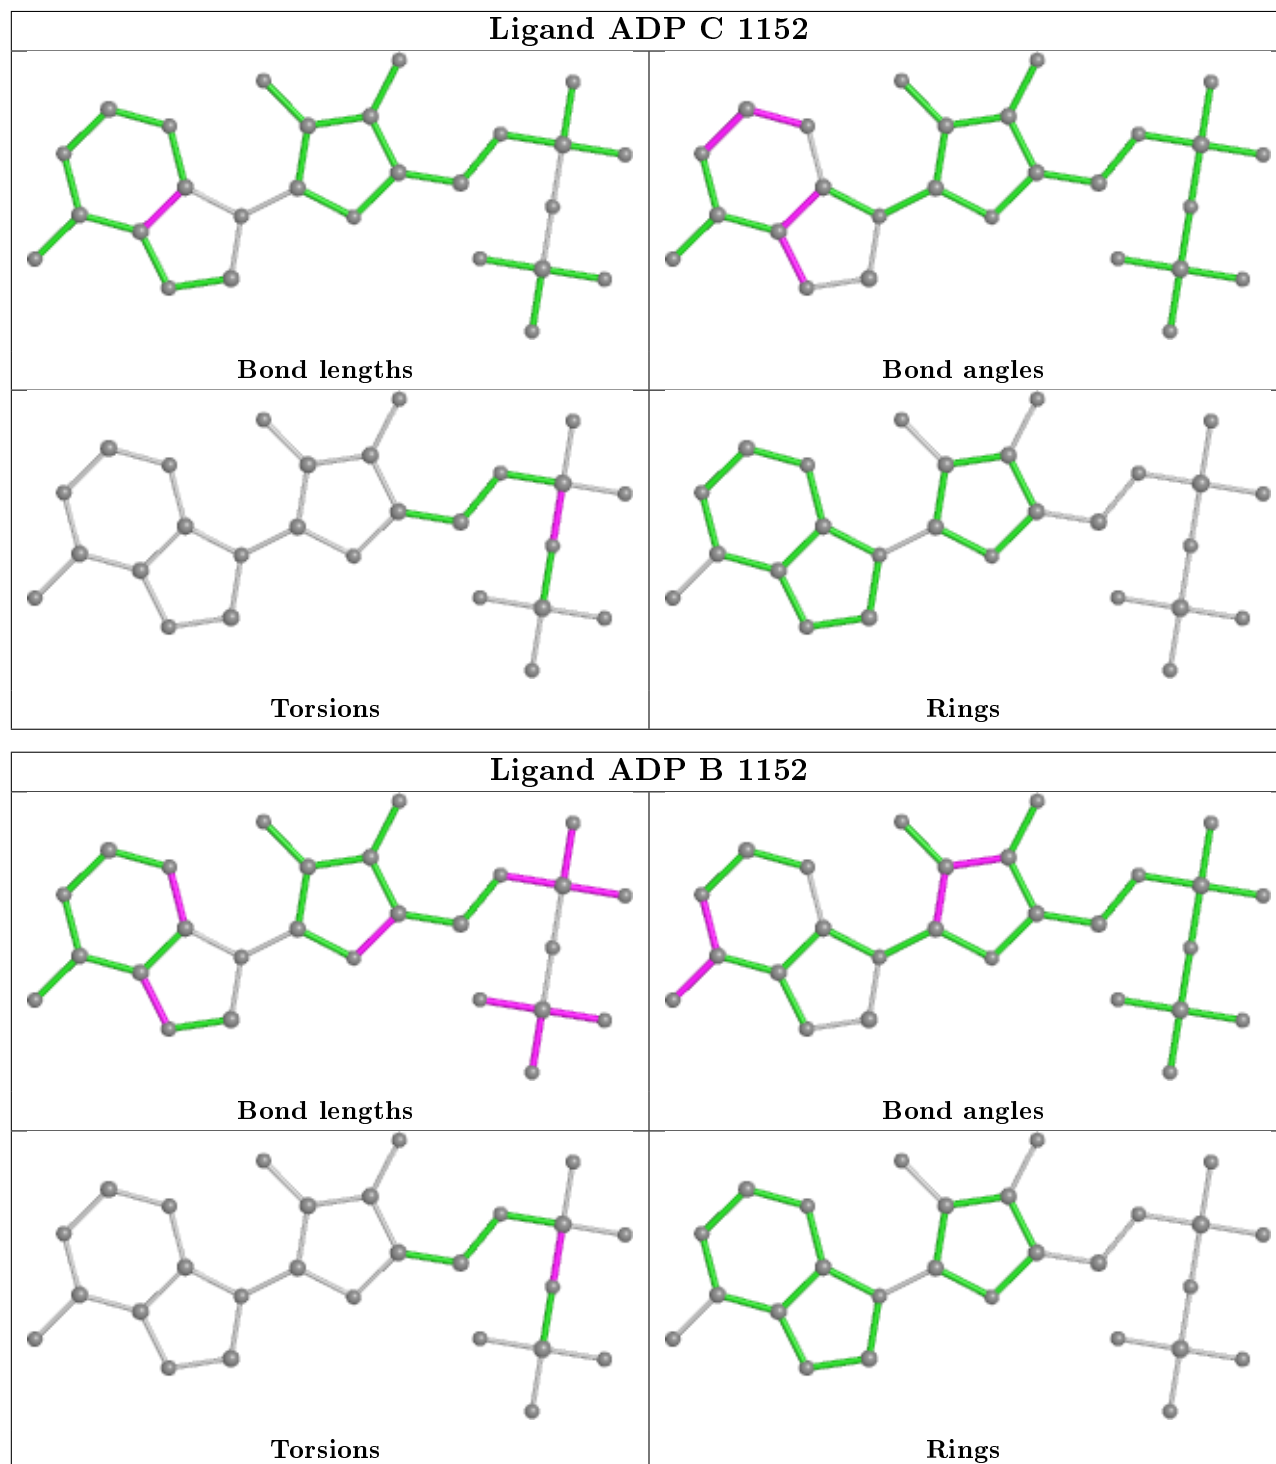 Ligand ADP C 1152
Bond lengths
Bond angles
Torsions
Rings
Ligand ADP B 1152
Bond lengths
Bond angles
Torsions
Rings